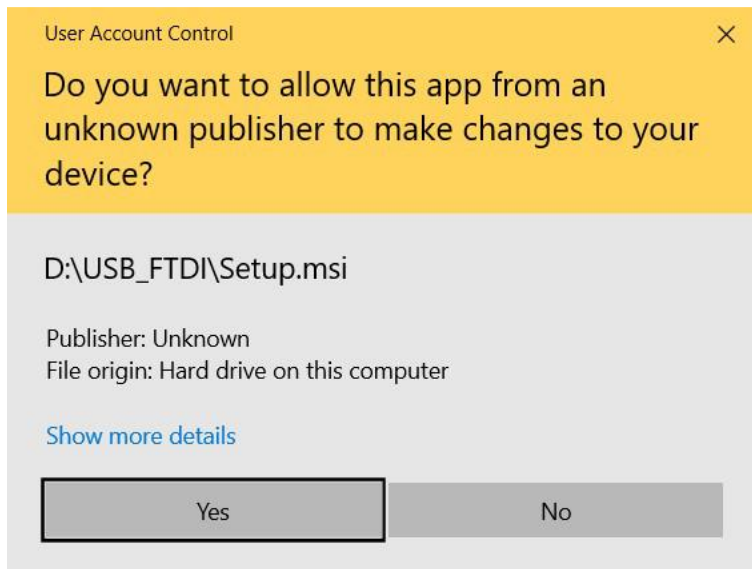 User Account Control
Do you want to allow this app from an
unknown publisher to make changes to your
device?
D:\USB_FTDI\Setup.msi
Publisher: Unknown
File origin: Hard drive on this computer
Show more details
Yes
No